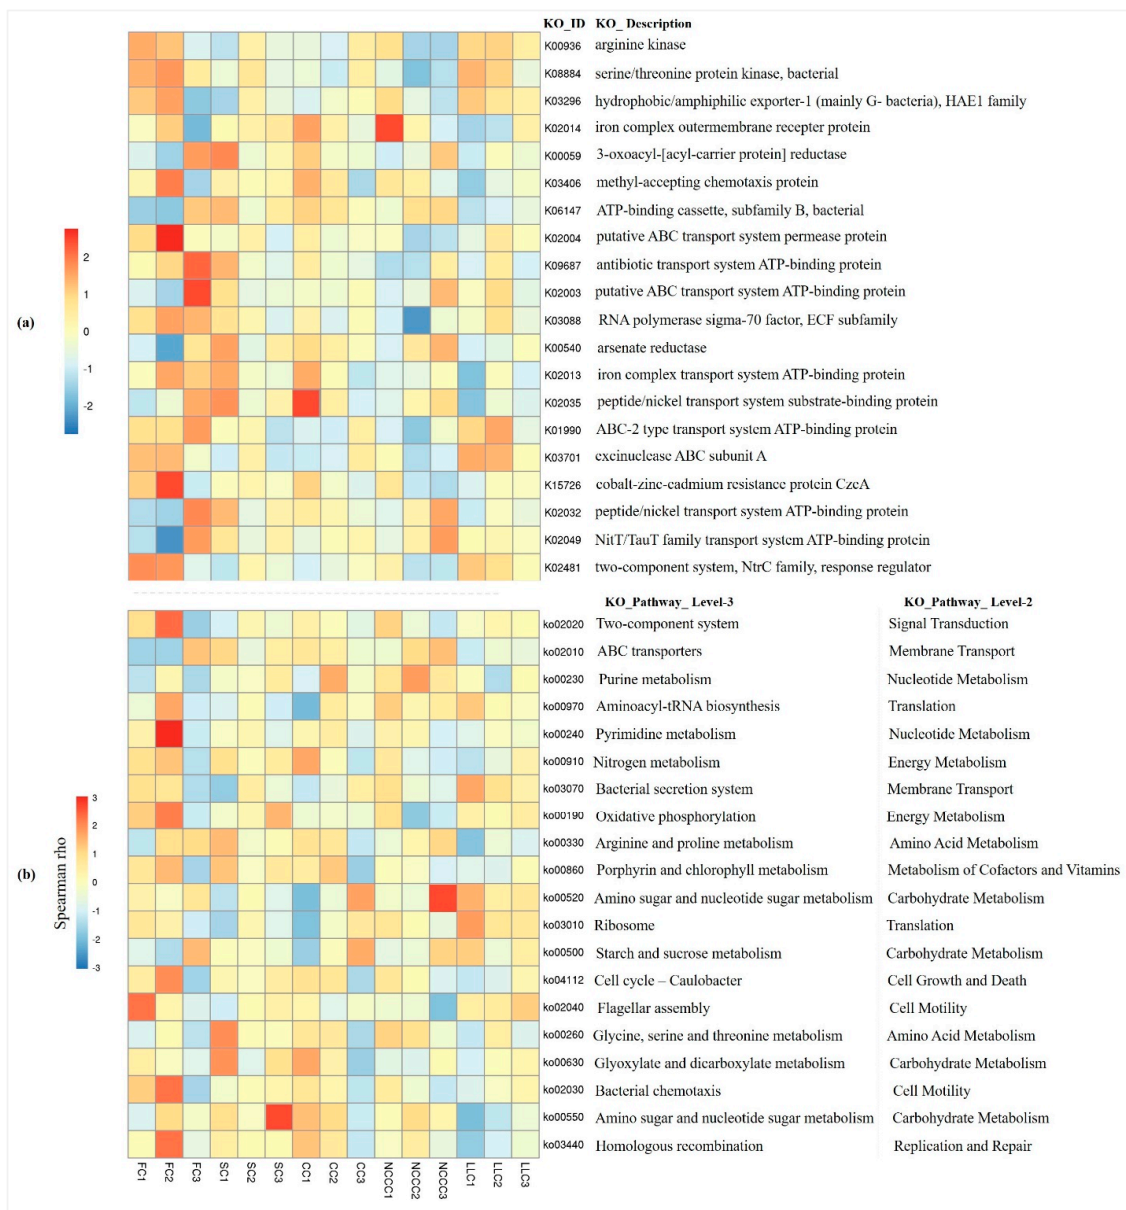 KO_ID KO_ Description
K00936 arginine kinase
K08884 serine/threonine protein kinase, bacterial
K03296 hydrophobic/amphiphilic exporter-1 (mainly G- bacteria), HAE1 family
K02014 iron complex outermembrane recepter protein
K00059 3-oxoacyl-[acyl-carrier protein] reductase
K03406 methyl-accepting chemotaxis protein
K06147 ATP-binding cassette, subfamily B, bacterial
K02004 putative ABC transport system permease protein
K09687 antibiotic transport system ATP-binding protein
K02003 putative ABC transport system ATP-binding protein
K03088 RNA polymerase sigma-70 factor, ECF subfamily
K00540 arsenate reductase
K02013 iron complex transport system ATP-binding protein
K02035 peptide/nickel transport system substrate-binding protein
K01990 ABC-2 type transport system ATP-binding protein
K03701 excinuclease ABC subunit A
K15726 cobalt-zinc-cadmium resistance protein CzcA
K02032 peptide/nickel transport system ATP-binding protein
K02049 NitT/TauT family transport system ATP-binding protein
K02481 two-component system, NtrC family, response regulator
2
1
0
-1
-2
(a)
KO_Pathway_ Level-3 KO_Pathway_ Level-2
ko02020 Two-component system Signal Transduction
ko02010 ABC transporters Membrane Transport
ko00230 Purine metabolism Nucleotide Metabolism
ko00970 Aminoacyl-tRNA biosynthesis Translation
ko00240 Pyrimidine metabolism Nucleotide Metabolism
ko00910 Nitrogen metabolism Energy Metabolism
ko03070 Bacterial secretion system Membrane Transport
ko00190 Oxidative phosphorylation Energy Metabolism
ko00330 Arginine and proline metabolism Amino Acid Metabolism
ko00860 Porphyrin and chlorophyll metabolism Metabolism of Cofactors and Vitamins
ko00520 Amino sugar and nucleotide sugar metabolism Carbohydrate Metabolism
ko03010 Ribosome Translation
ko00500 Starch and sucrose metabolism Carbohydrate Metabolism
ko04112 Cell cycle – Caulobacter Cell Growth and Death
ko02040 Flagellar assembly Cell Motility
ko00260 Glycine, serine and threonine metabolism Amino Acid Metabolism
ko00630 Glyoxylate and dicarboxylate metabolism Carbohydrate Metabolism
ko02030 Bacterial chemotaxis Cell Motility
ko00550 Amino sugar and nucleotide sugar metabolism Carbohydrate Metabolism
ko03440 Homologous recombination Replication and Repair
3
2
1
0
-1
-2
-3
Spearman rho
(b)
FC1 FC2 FC3 SC1 SC2 SC3 CC1 CC2 CC3 NCCC1 NCCC2 NCCC3 LLC1 LLC2 LLC3